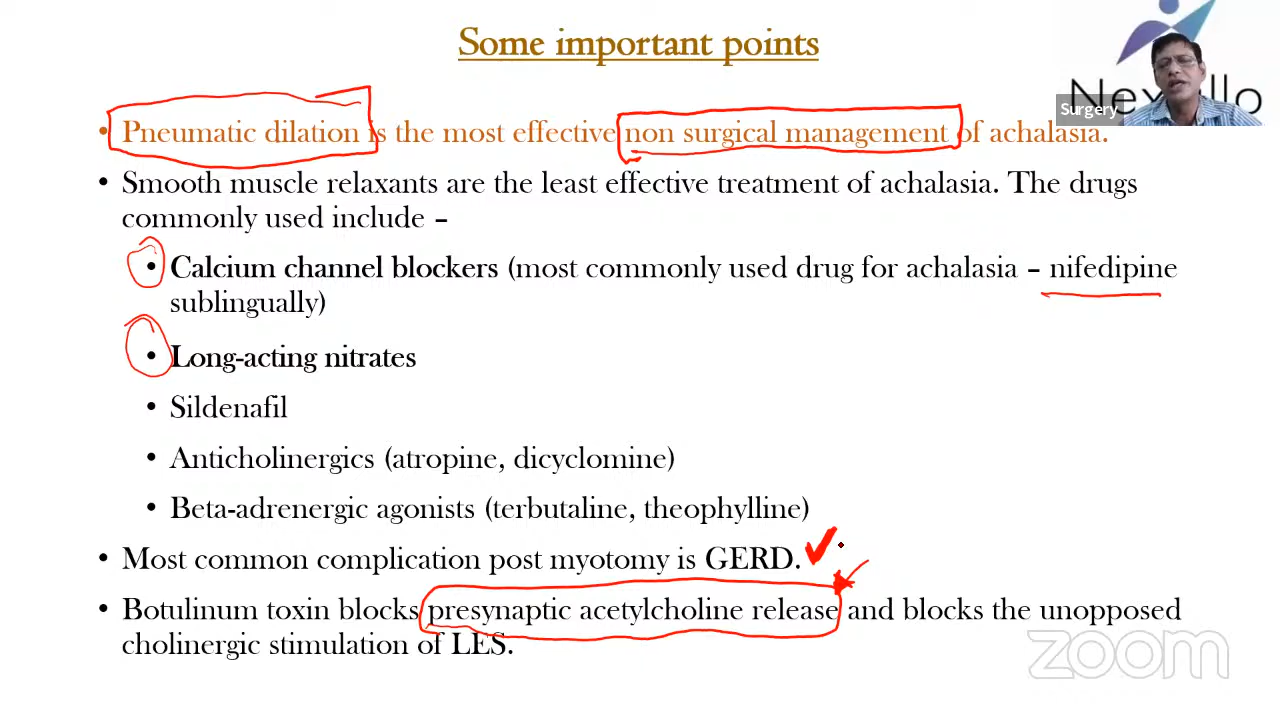 Some important points
• Pneumatic dilation is the most effective non surgical management of achalasia.
• Smooth muscle relaxants are the least effective treatment of achalasia. The drugs
commonly used include –
• Calcium channel blockers (most commonly used drug for achalasia – nifedipine
sublingually)
• Long-acting nitrates
• Sildenafil
• Anticholinergics (atropine, dicyclomine)
• Beta-adrenergic agonists (terbutaline, theophylline)
• Most common complication post myotomy is GERD.
• Botulinum toxin blocks presynaptic acetylcholine release and blocks the unopposed
cholinergic stimulation of LES.
Surgery
zoom